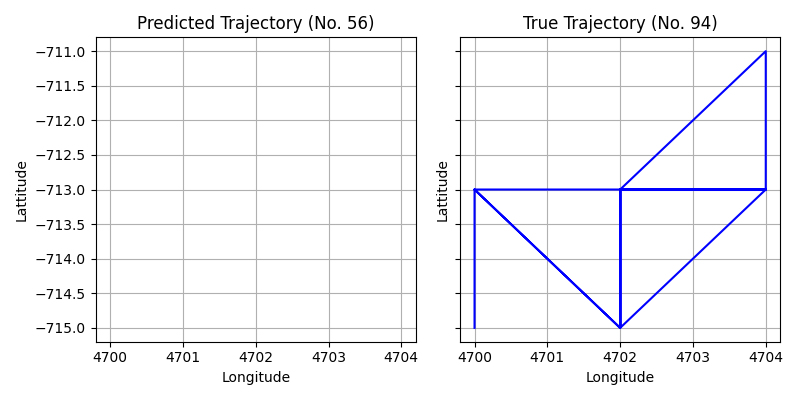 Predicted Trajectory (No. 56)
−711.0
−711.5
−712.0
−712.5
−713.0
−713.5
−714.0
−714.5
−715.0
Lattitude
4700 4701 4702 4703 4704
Longitude
True Trajectory (No. 94)
Lattitude
4700 4701 4702 4703 4704
Longitude